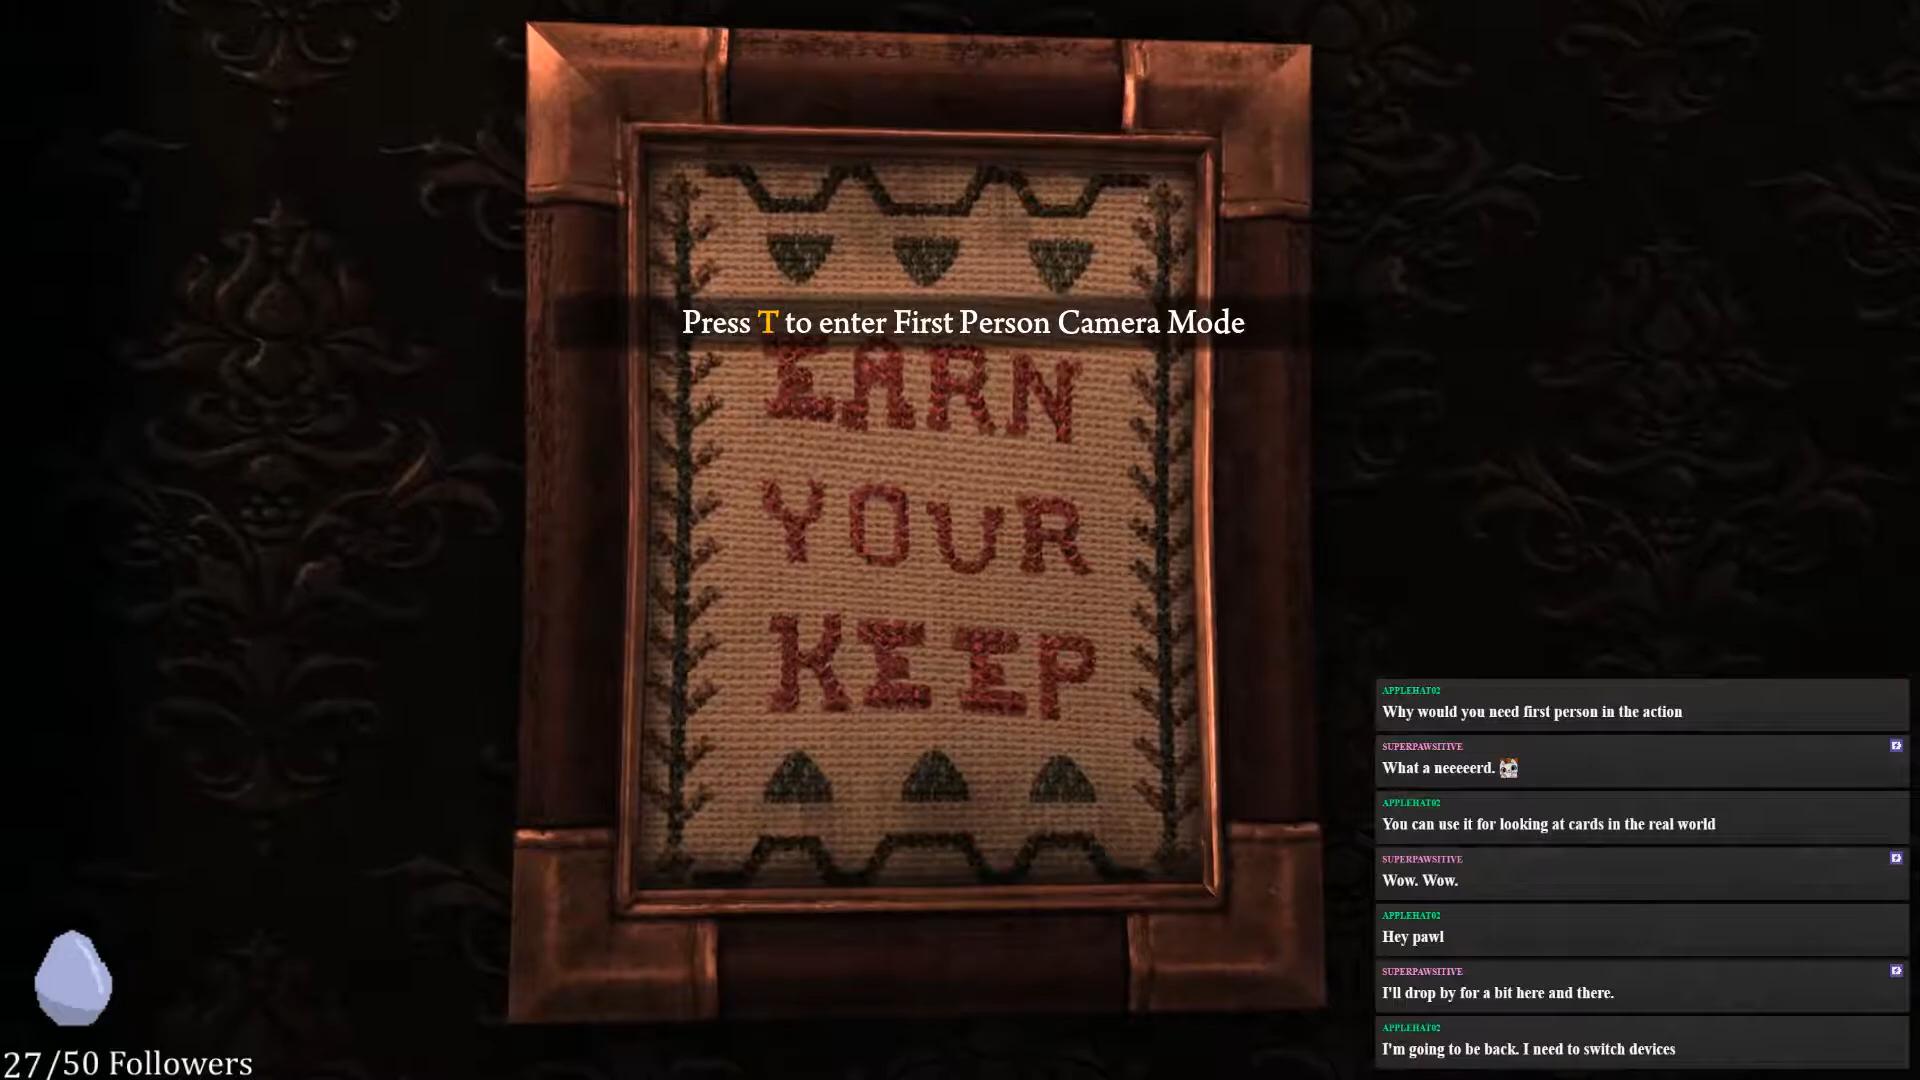 Press T to enter First Person Camera Mode
EARN
YOUR
KEEP
APPLEHAT02
Why would you need first person in the action
SUPERPAWSITIVE
What a neeeeerd.
APPLEHAT02
You can use it for looking at cards in the real world
SUPERPAWSITIVE
Wow. Wow.
APPLEHAT02
Hey pawl
SUPERPAWSITIVE
I'll drop by for a bit here and there.
APPLEHAT02
I'm going to be back. I need to switch devices
27/50 Followers